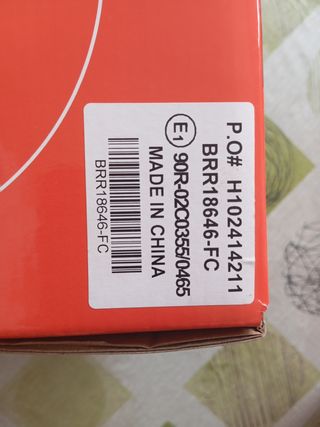 P.O# H102414211
BRR18646-FC
E1 90R-02C0355/0465
MADE IN CHINA
BRR18646-FC